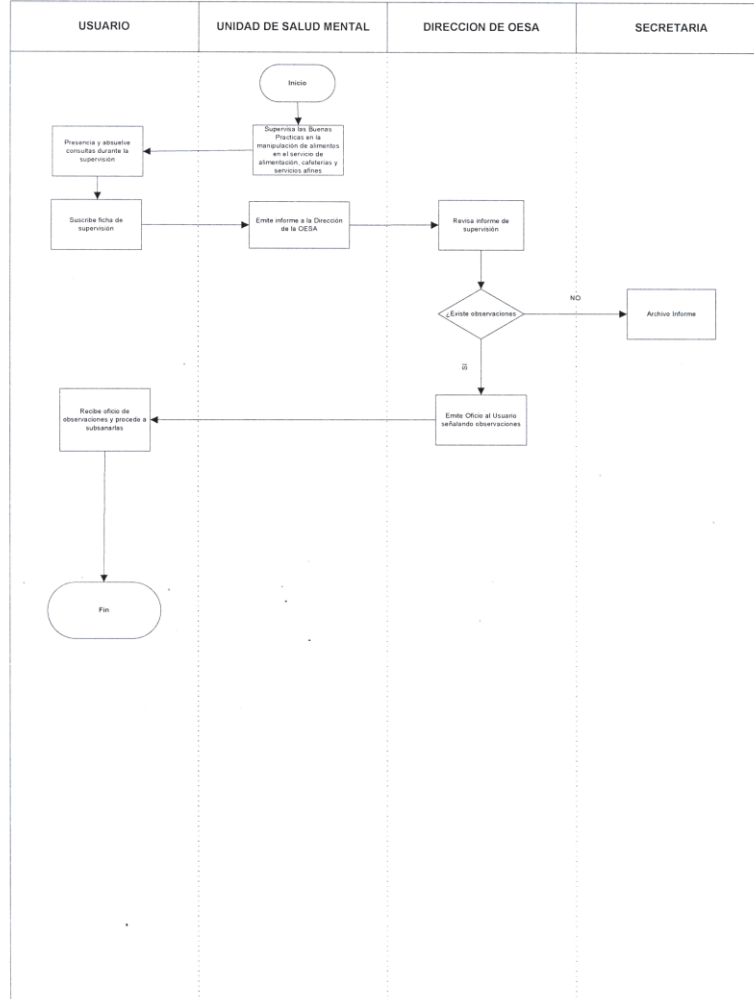 USUARIO
UNIDAD DE SALUD MENTAL
DIRECCION DE OESA
SECRETARIA
Inicio
Supervisa las Buenas
Practicas en la
manipulación de alimentos
en el servicio de
alimentación, cafeterias y
servicios afines
Presencia y absuelve
consultas durante la
supervisión
Suscribe ficha de
supervisión
Emite informe a la Dirección
de la OESA
Revisa informe de
supervisión
¿Existe observaciones
NO
Archiva Informe
SI
Emite Oficio al Usuario
señalando observaciones
Recibe oficio de
observaciones y procede a
subsanarlas
Fin